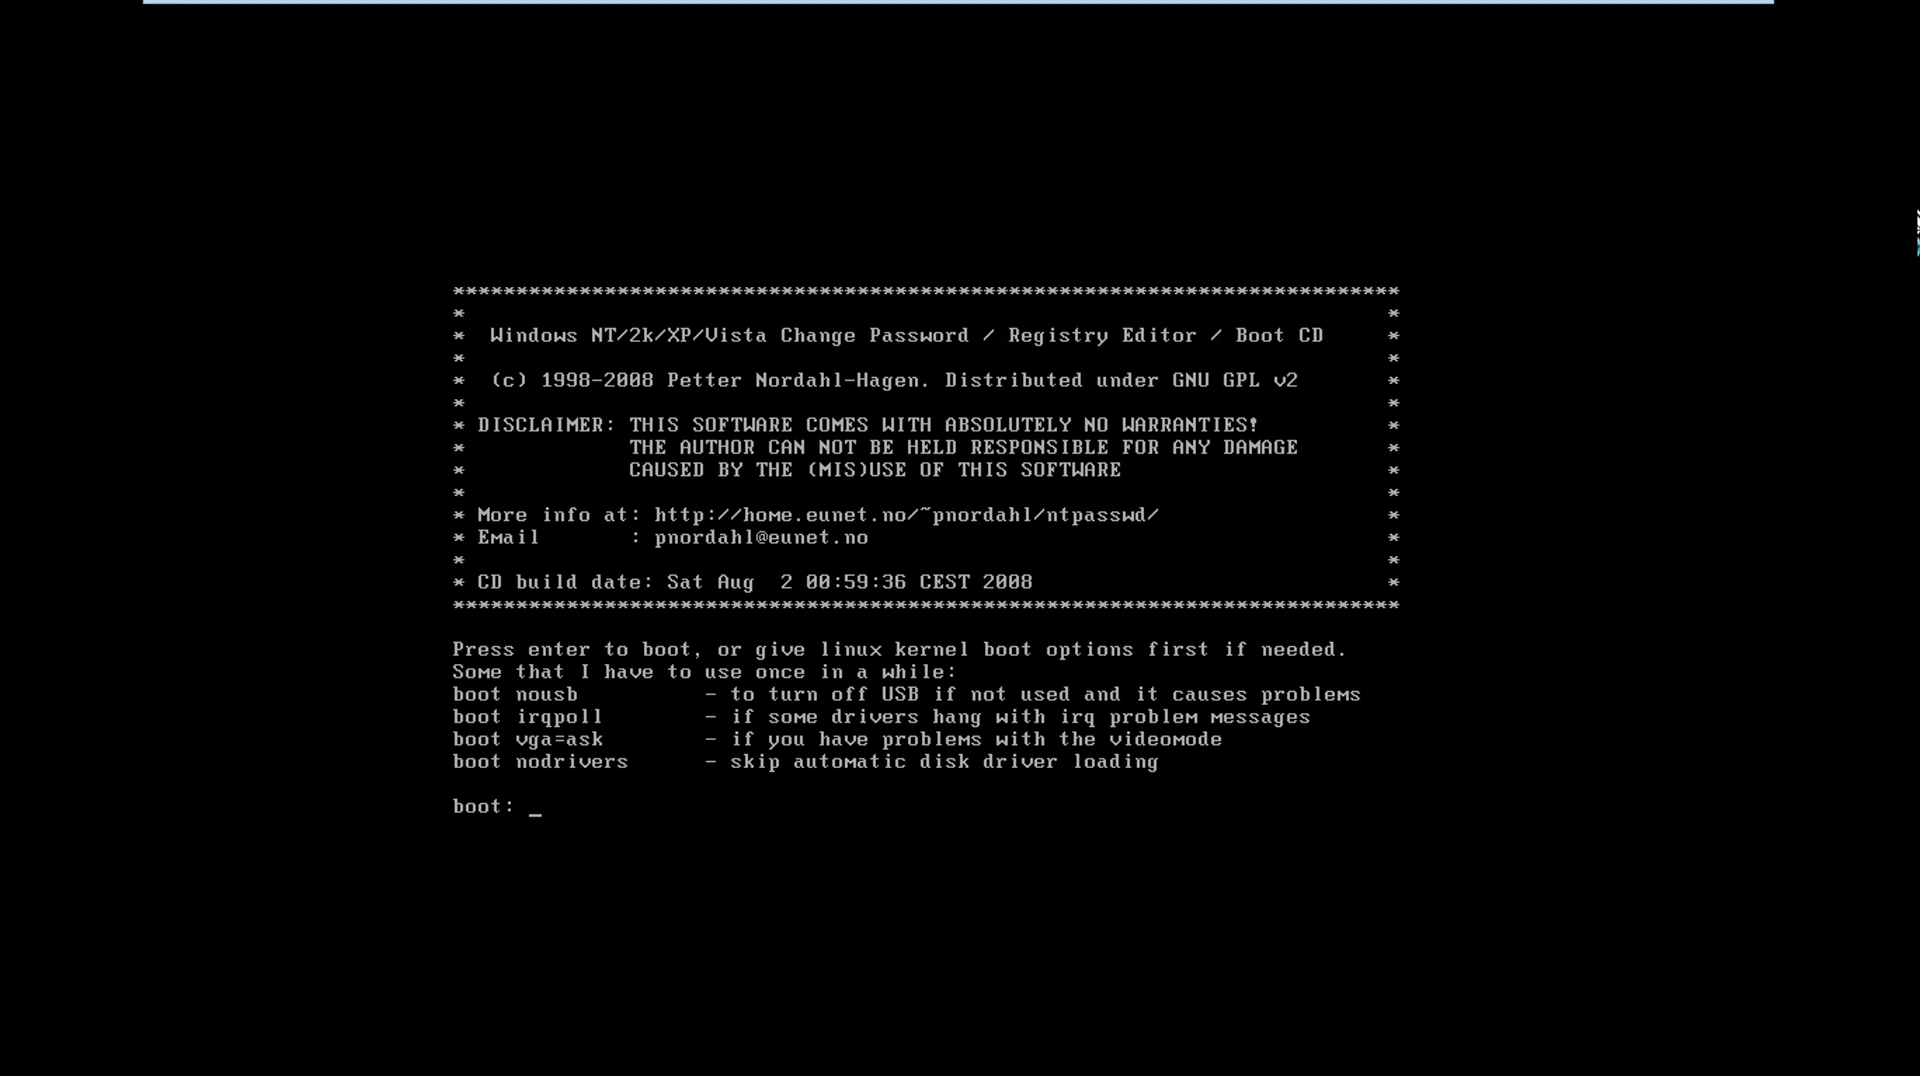 ***************************************************************************
*                                                                         *
*  Windows NT/2k/XP/Vista Change Password / Registry Editor / Boot CD     *
*                                                                         *
*  (c) 1998-2008 Petter Nordahl-Hagen. Distributed under GNU GPL v2       *
*                                                                         *
* DISCLAIMER: THIS SOFTWARE COMES WITH ABSOLUTELY NO WARRANTIES!          *
*             THE AUTHOR CAN NOT BE HELD RESPONSIBLE FOR ANY DAMAGE       *
*             CAUSED BY THE (MIS)USE OF THIS SOFTWARE                     *
*                                                                         *
* More info at: http://home.eunet.no/~pnordahl/ntpasswd/                  *
* Email       : pnordahl@eunet.no                                         *
*                                                                         *
* CD build date: Sat Aug  2 00:59:36 CEST 2008                            *
***************************************************************************
Press enter to boot, or give linux kernel boot options first if needed.
Some that I have to use once in a while:
boot nousb          - to turn off USB if not used and it causes problems
boot irqpoll        - if some drivers hang with irq problem messages
boot vga=ask        - if you have problems with the videomode
boot nodrivers      - skip automatic disk driver loading
boot: _